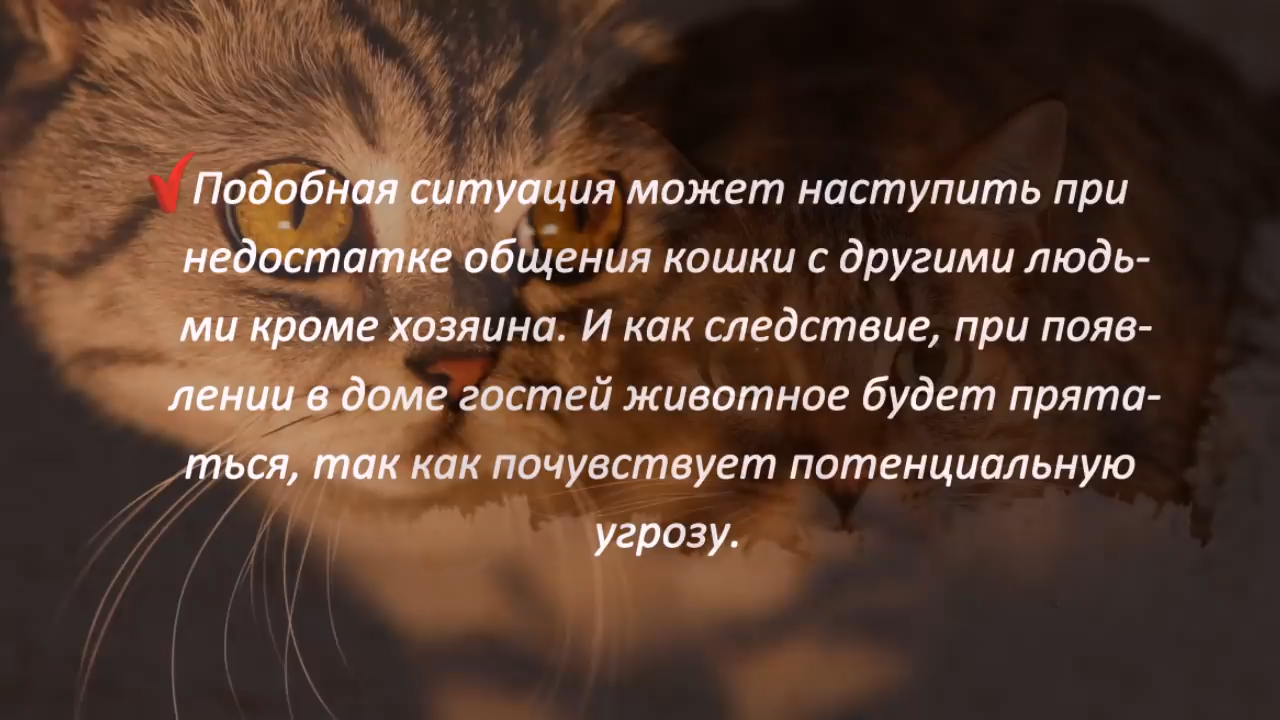 Подобная ситуация может наступить при
недостатке общения кошки с другими людь-
ми кроме хозяина. И как следствие, при появ-
лении в доме гостей животное будет прята-
ться, так как почувствует потенциальную
угрозу.